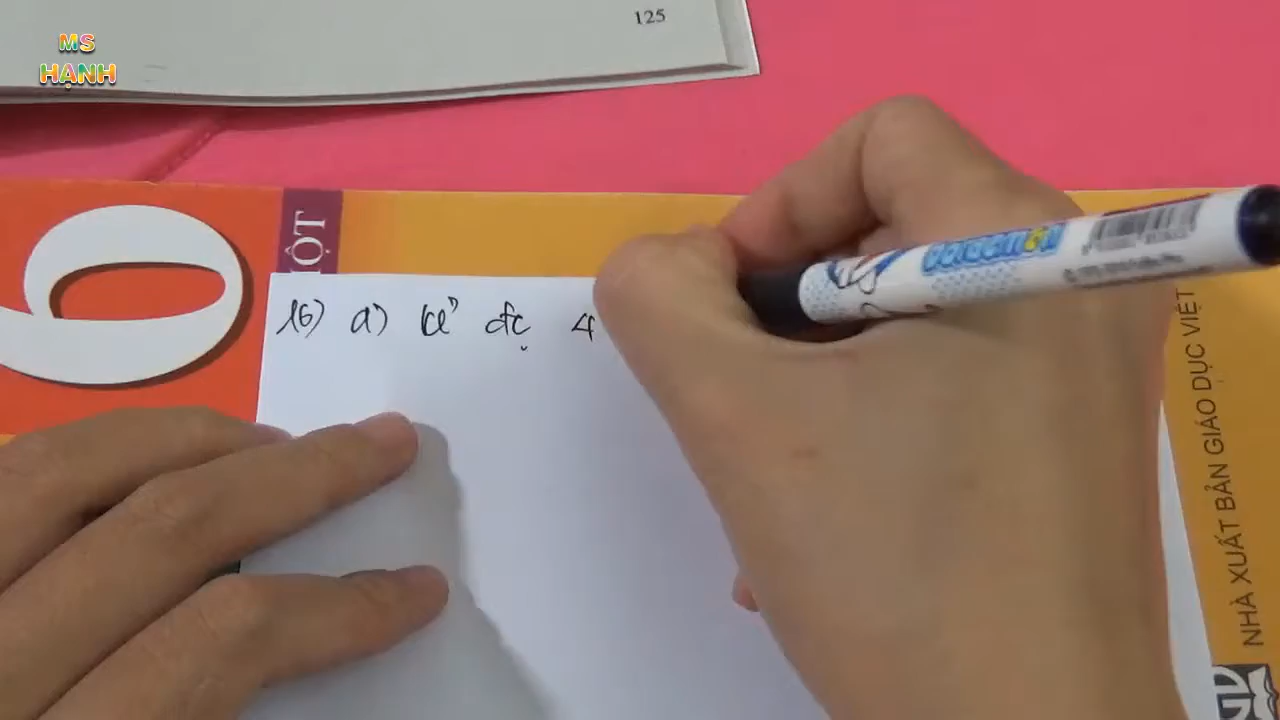 MS
HẠNH
125
6
MỘT
16) a) kẻ đc 4
NHÀ XUẤT BẢN GIÁO DỤC VIỆT